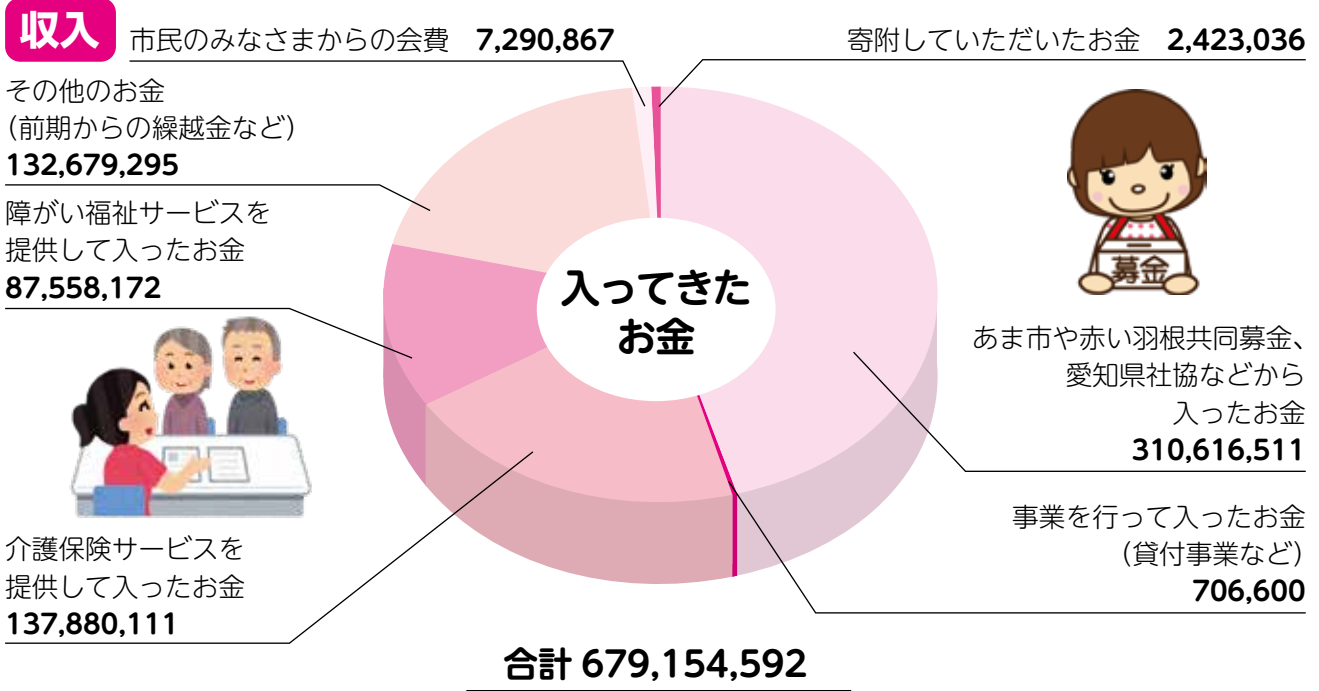 収入
市民のみなさまからの会費 7,290,867
寄附していただいたお金 2,423,036
その他のお金
（前期からの繰越金など）
132,679,295
障がい福祉サービスを
提供して入ったお金
87,558,172
入ってきた
お金
募金
あま市や赤い羽根共同募金、
愛知県社協などから
入ったお金
310,616,511
事業を行って入ったお金
（貸付事業など）
706,600
介護保険サービスを
提供して入ったお金
137,880,111
合計 679,154,592